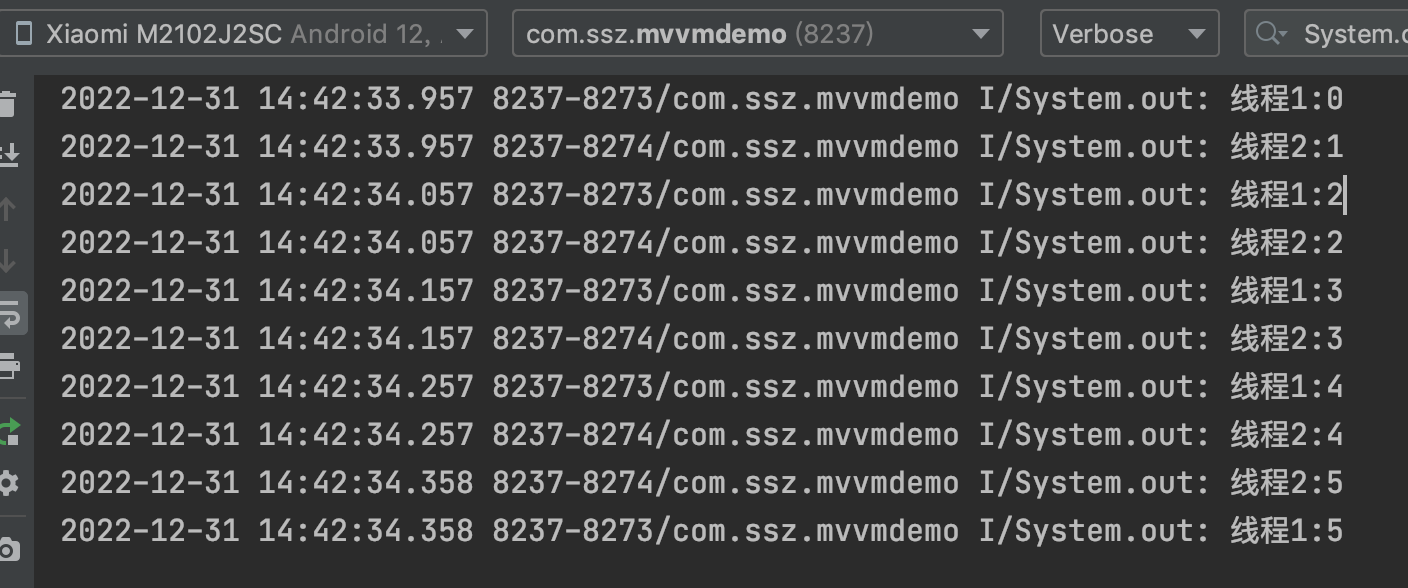 Xiaomi M2102J2SC Android 12, . com.ssz.mvvmdemo (8237) Verbose System.
2022-12-31 14:42:33.957 8237-8273/com.ssz.mvvmdemo I/System.out: 线程1:0
2022-12-31 14:42:33.957 8237-8274/com.ssz.mvvmdemo I/System.out: 线程2:1
2022-12-31 14:42:34.057 8237-8273/com.ssz.mvvmdemo I/System.out: 线程1:2
2022-12-31 14:42:34.057 8237-8274/com.ssz.mvvmdemo I/System.out: 线程2:2
2022-12-31 14:42:34.157 8237-8273/com.ssz.mvvmdemo I/System.out: 线程1:3
2022-12-31 14:42:34.157 8237-8274/com.ssz.mvvmdemo I/System.out: 线程2:3
2022-12-31 14:42:34.257 8237-8273/com.ssz.mvvmdemo I/System.out: 线程1:4
2022-12-31 14:42:34.257 8237-8274/com.ssz.mvvmdemo I/System.out: 线程2:4
2022-12-31 14:42:34.358 8237-8274/com.ssz.mvvmdemo I/System.out: 线程2:5
2022-12-31 14:42:34.358 8237-8273/com.ssz.mvvmdemo I/System.out: 线程1:5